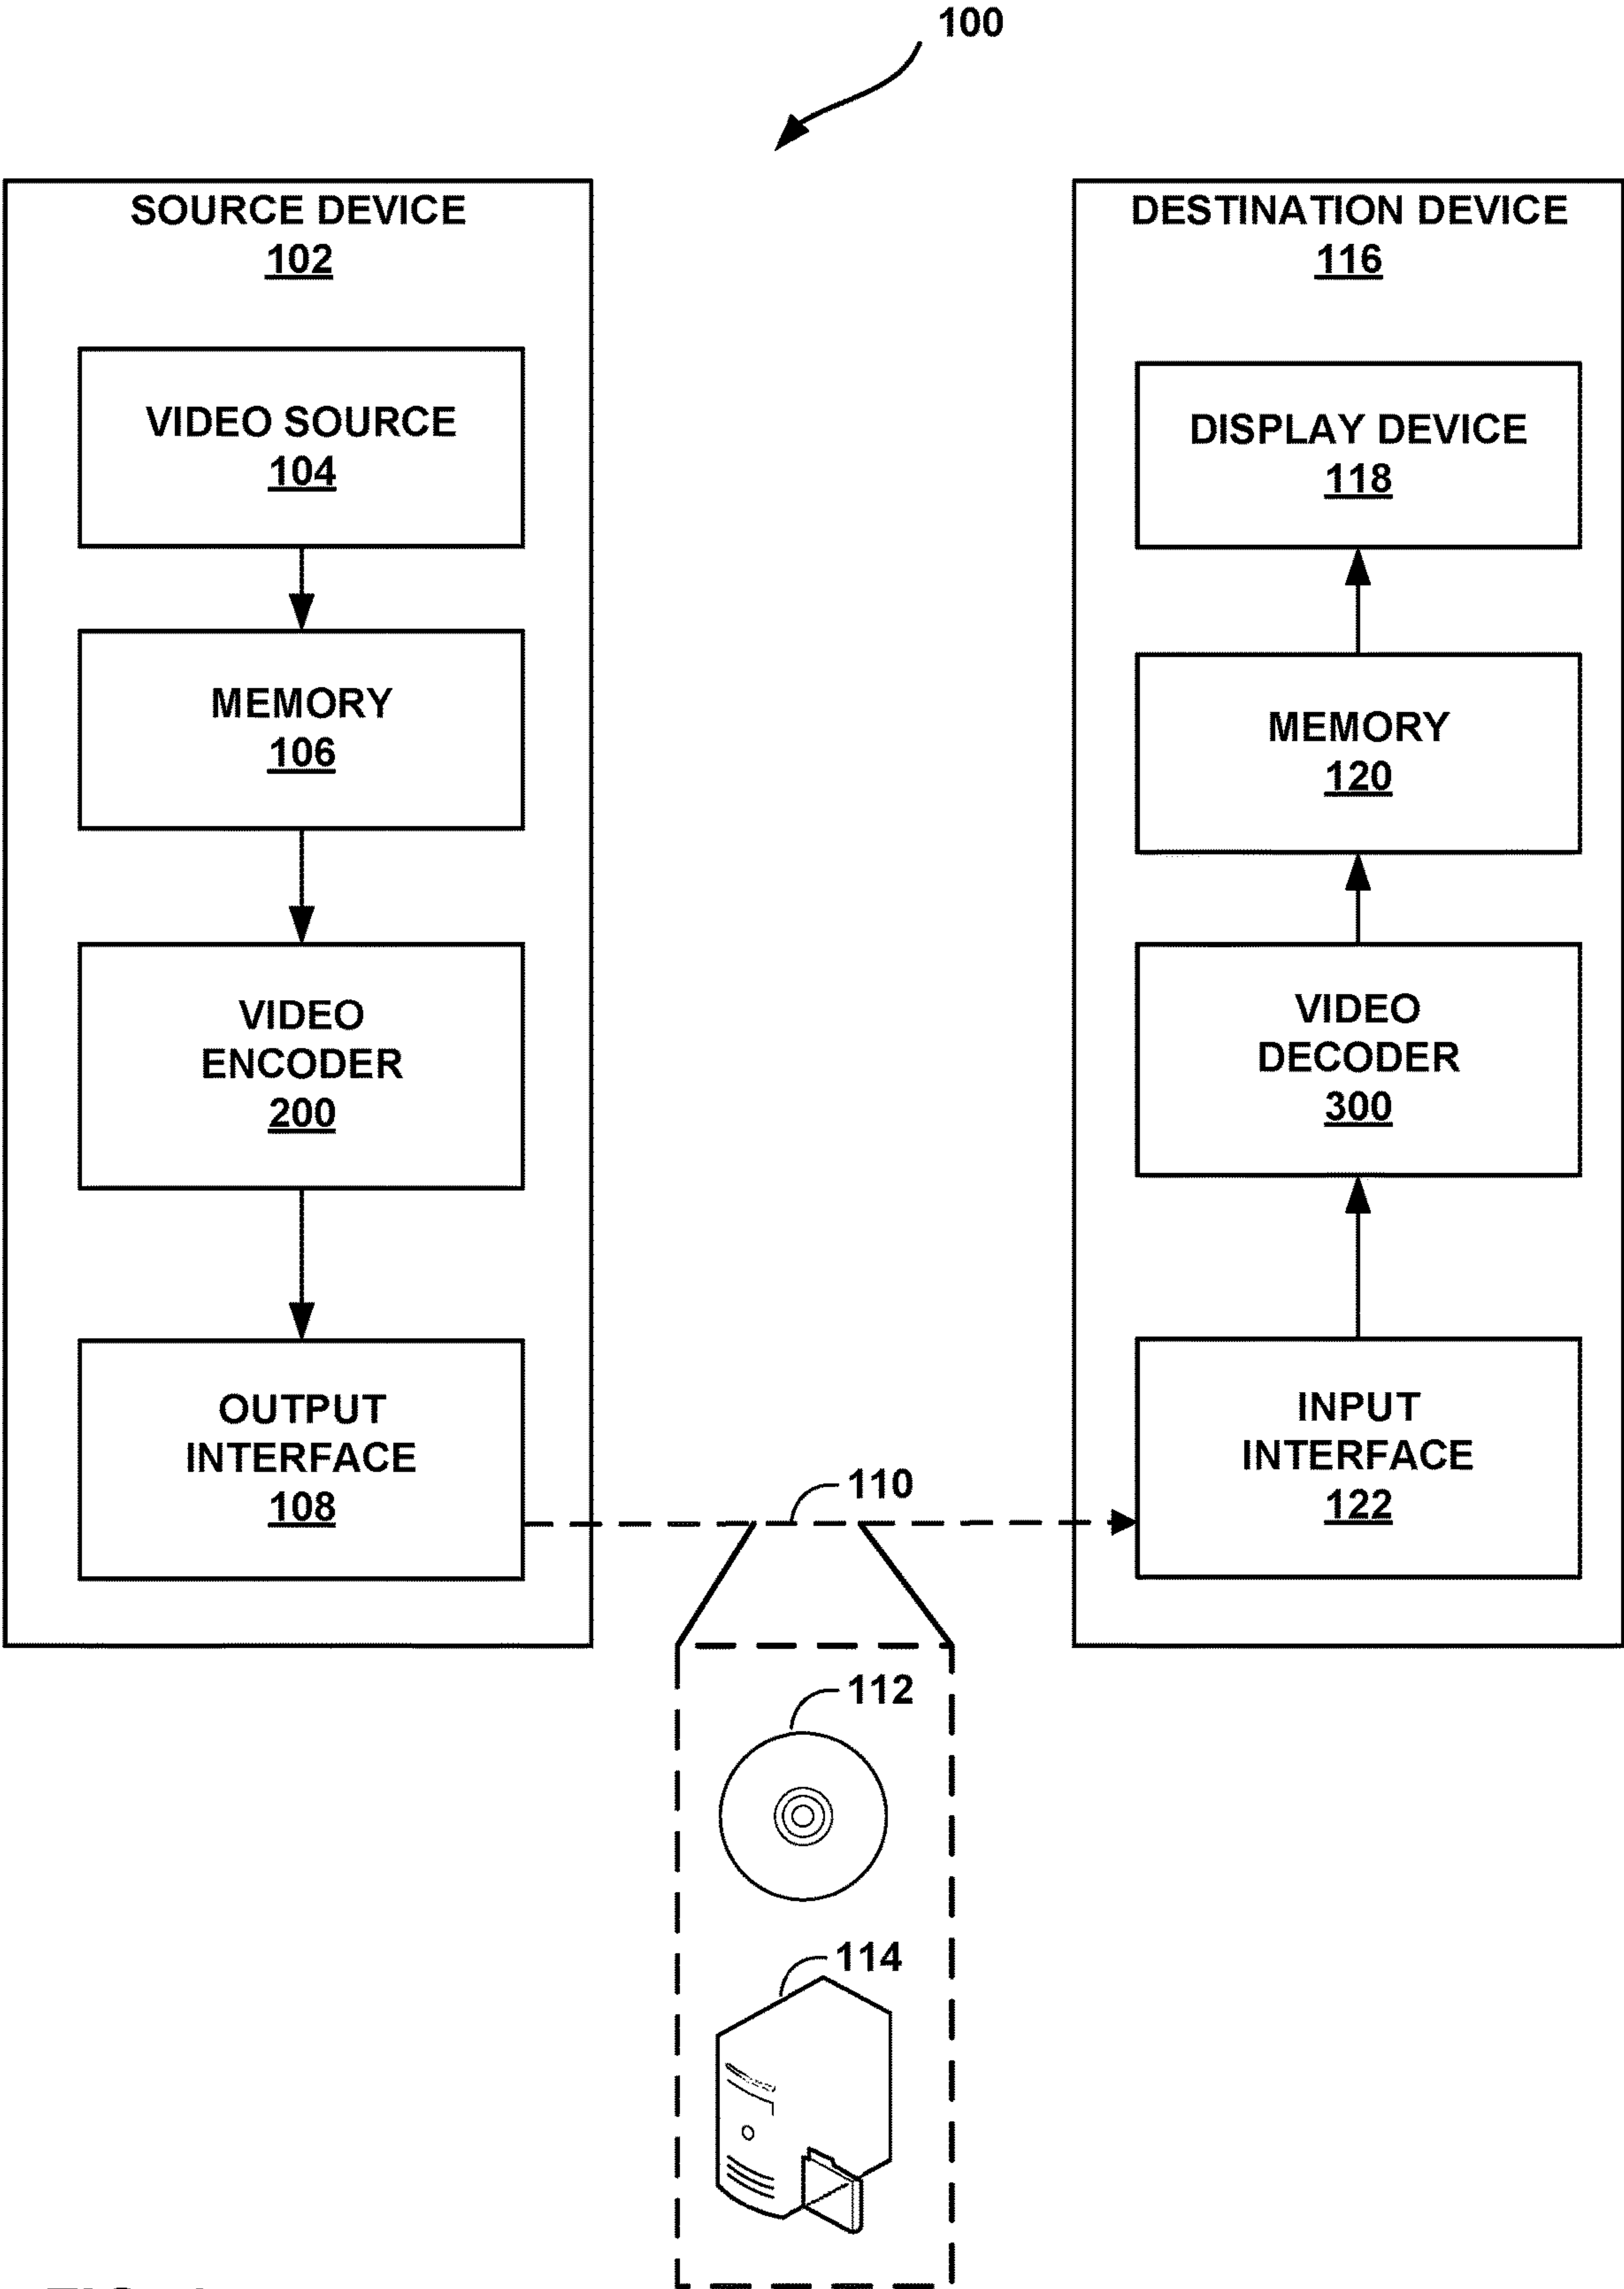 100
SOURCE DEVICE
102
VIDEO SOURCE
104
MEMORY
106
VIDEO
ENCODER
200
OUTPUT
INTERFACE
108
DESTINATION DEVICE
116
DISPLAY DEVICE
118
MEMORY
120
VIDEO
DECODER
300
INPUT
INTERFACE
122
110
112
114